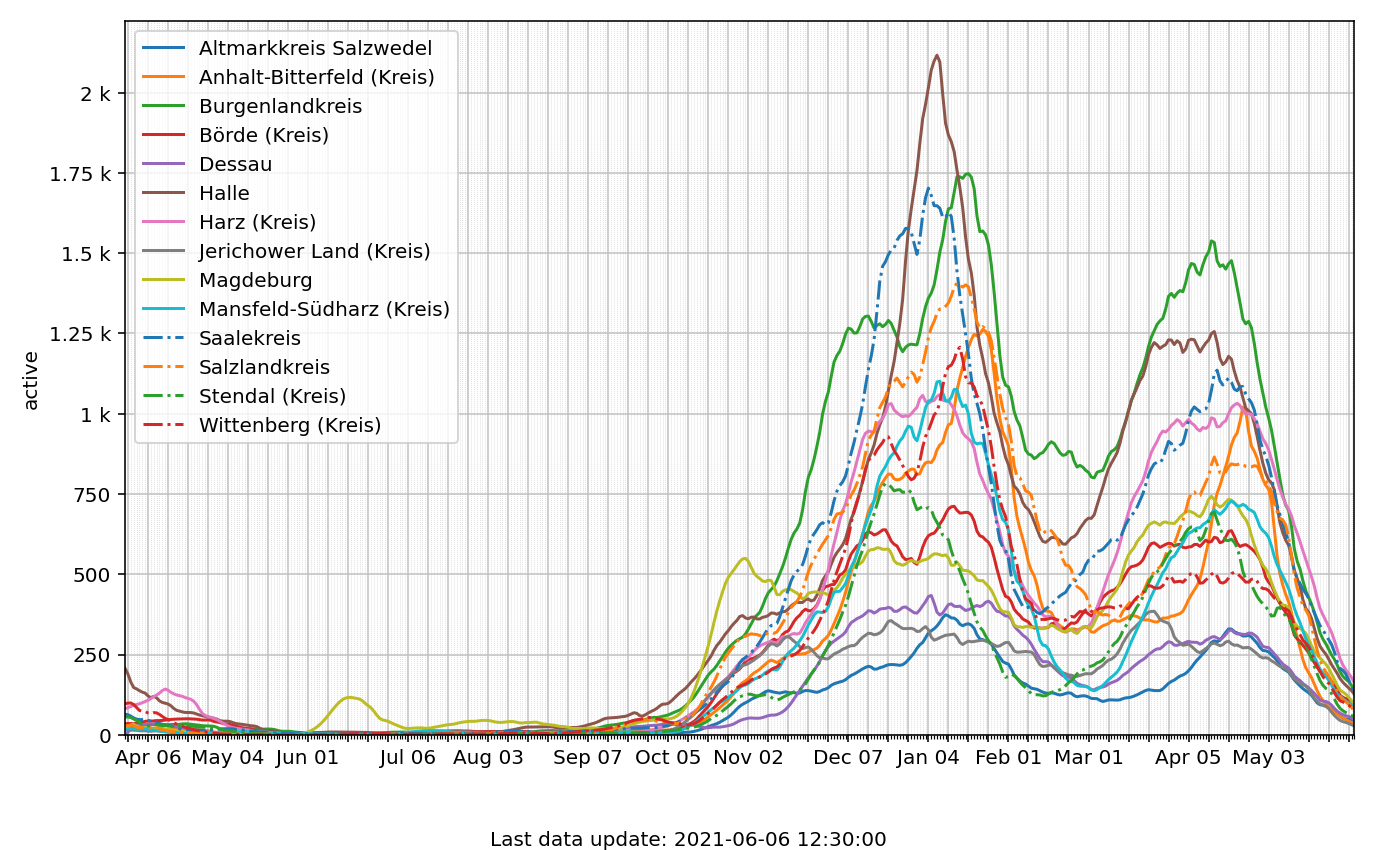 Altmarkkreis Salzwedel
Anhalt-Bitterfeld (Kreis)
Burgenlandkreis
Börde (Kreis)
Dessau
Halle
Harz (Kreis)
Jerichower Land (Kreis)
Magdeburg
Mansfeld-Südharz (Kreis)
Saalekreis
Salzlandkreis
Stendal (Kreis)
Wittenberg (Kreis)
2 k
1.75 k
1.5 k
1.25 k
1 k
750
500
250
0
active
Apr 06 May 04 Jun 01 Jul 06 Aug 03 Sep 07 Oct 05 Nov 02 Dec 07 Jan 04 Feb 01 Mar 01 Apr 05 May 03
Last data update: 2021-06-06 12:30:00